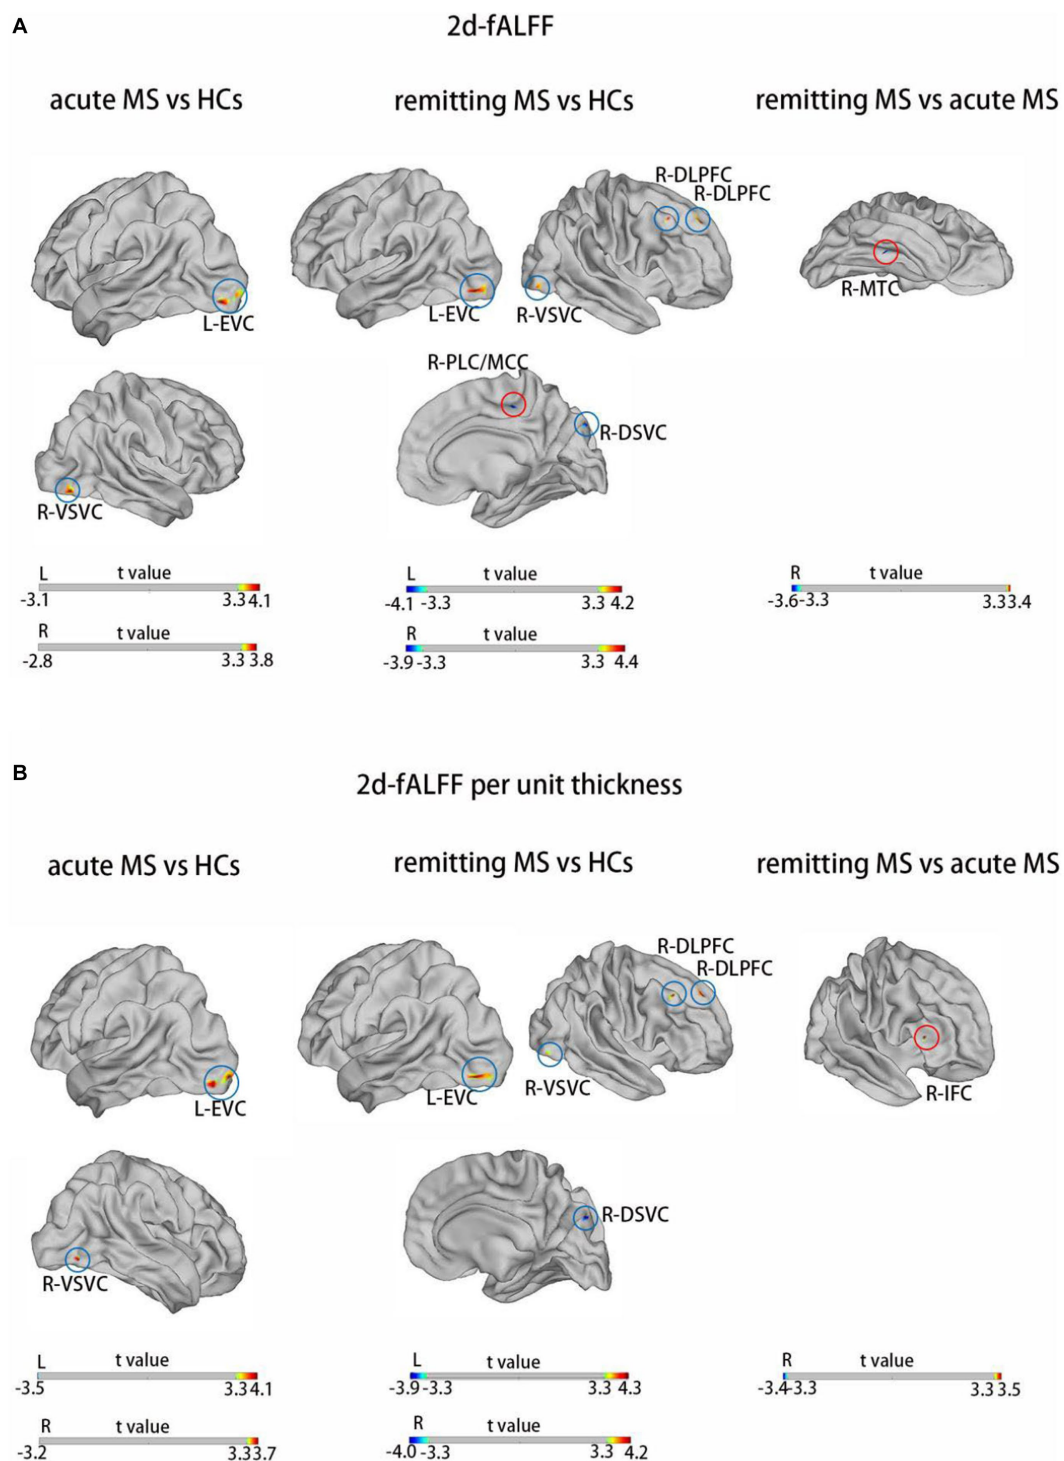 A
2d-fALFF
acute MS vs HCs
remitting MS vs HCs
remitting MS vs acute MS
L-EVC
L-EVC
R-VSVC
R-DLPFC
R-DLPFC
R-MTC
R-VSVC
R-PLC/MCC
R-DSVC
L t value
-3.1 3.3 4.1
R t value
-2.8 3.3 3.8
L t value
-4.1 -3.3 3.3 4.2
R t value
-3.9 -3.3 3.3 4.4
R t value
-3.6 -3.3 3.3 3.4
B
2d-fALFF per unit thickness
acute MS vs HCs
remitting MS vs HCs
remitting MS vs acute MS
L-EVC
L-EVC
R-VSVC
R-DLPFC
R-DLPFC
R-IFC
R-VSVC
R-DSVC
L t value
-3.5 3.3 4.1
R t value
-3.2 3.3 3.7
L t value
-3.9 -3.3 3.3 4.3
R t value
-4.0 -3.3 3.3 4.2
R t value
-3.4 -3.3 3.3 3.5